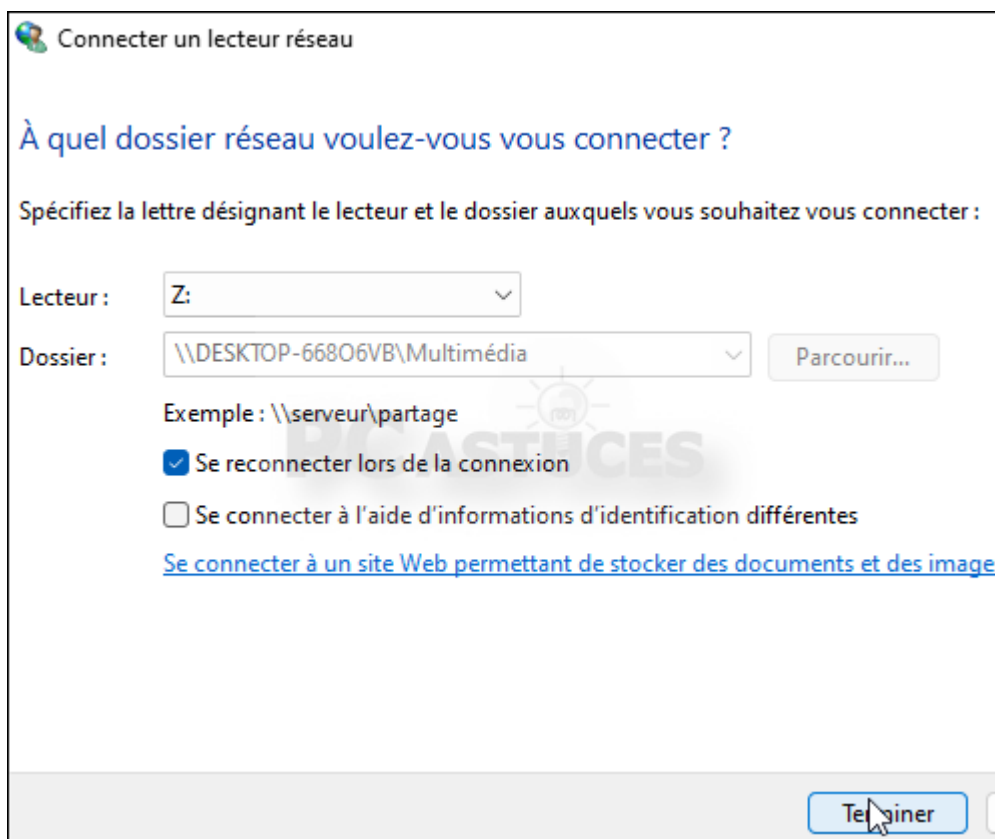 Connecter un lecteur réseau
À quel dossier réseau voulez-vous vous connecter ?
Spécifiez la lettre désignant le lecteur et le dossier auxquels vous souhaitez vous connecter :
Lecteur : Z:
Dossier : \\DESKTOP-668O6VB\Multimédia Parcourir...
Exemple : \\serveur\partage
PC ASTUCES
Se reconnecter lors de la connexion
Se connecter à l'aide d'informations d'identification différentes
Se connecter à un site Web permettant de stocker des documents et des image
Terminer